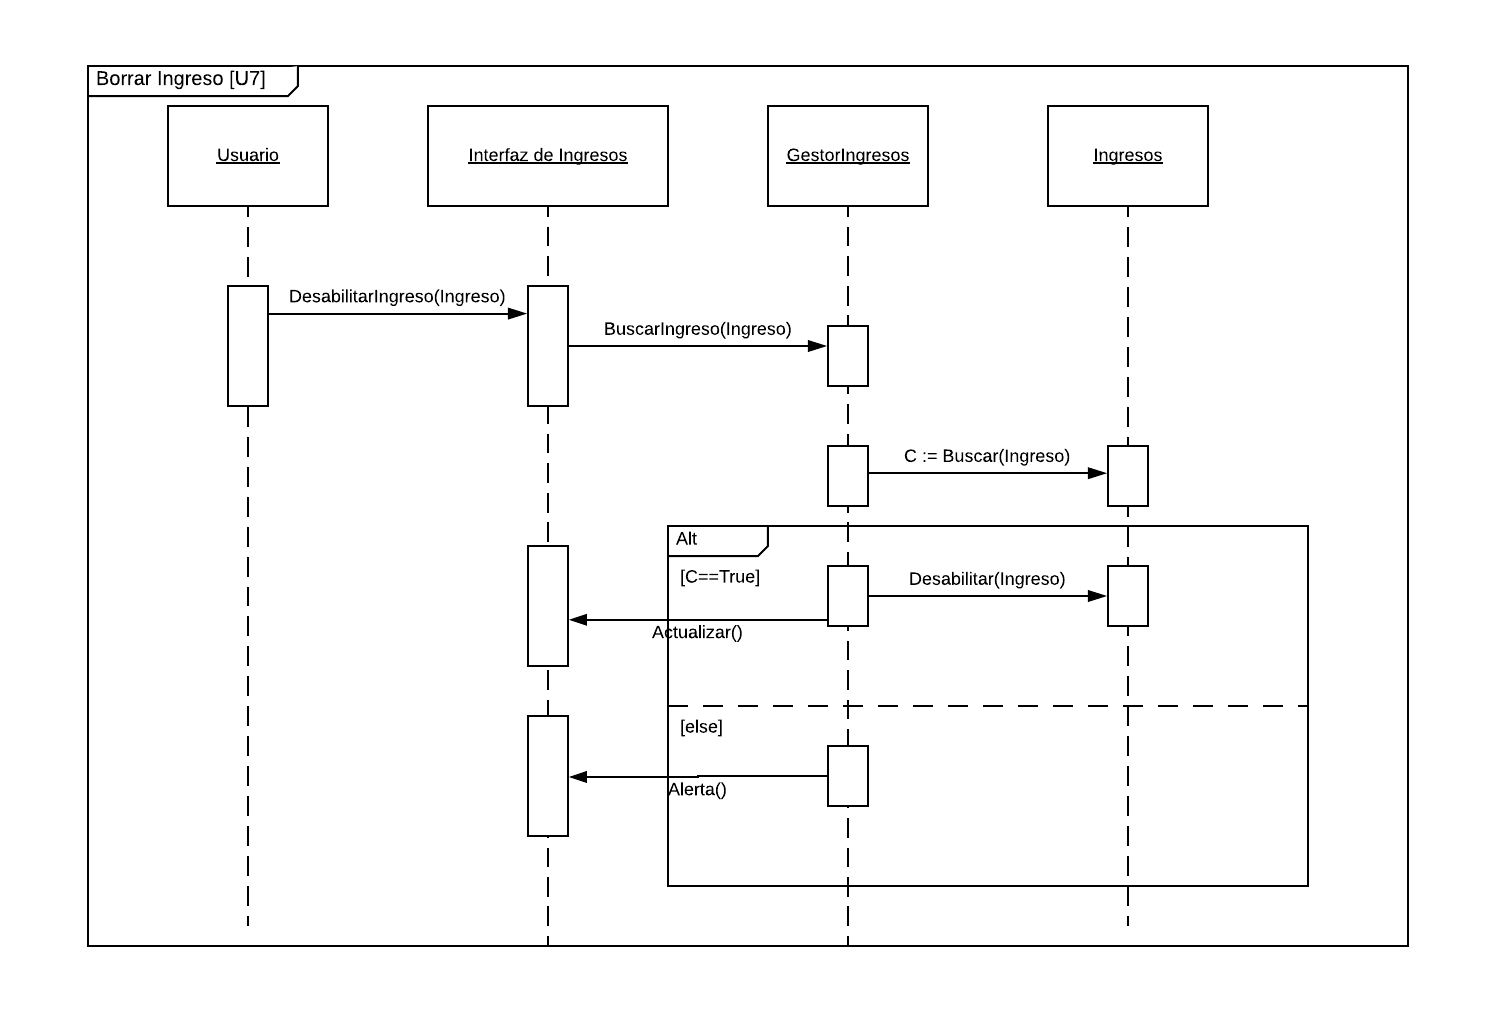 Borrar Ingreso [U7]
Usuario
Interfaz de Ingresos
GestorIngresos
Ingresos
DesabilitarIngreso(Ingreso)
BuscarIngreso(Ingreso)
C := Buscar(Ingreso)
Alt
[C==True]
Desabilitar(Ingreso)
Actualizar()
[else]
Alerta()